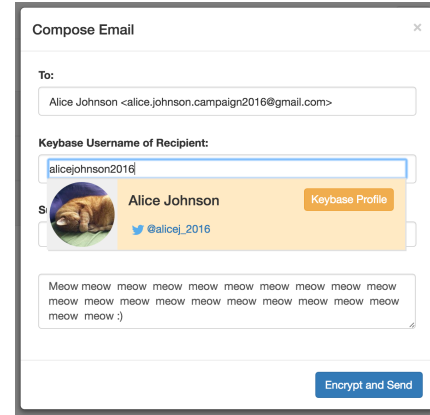 Compose Email ×
To:
Alice Johnson <alice.johnson.campaign2016@gmail.com>
Keybase Username of Recipient:
alicejohnson2016
Alice Johnson
Keybase Profile
@alicej_2016
Meow meow meow meow meow meow meow meow meow meow
meow meow meow meow meow meow meow meow meow meow
meow meow :)
Encrypt and Send